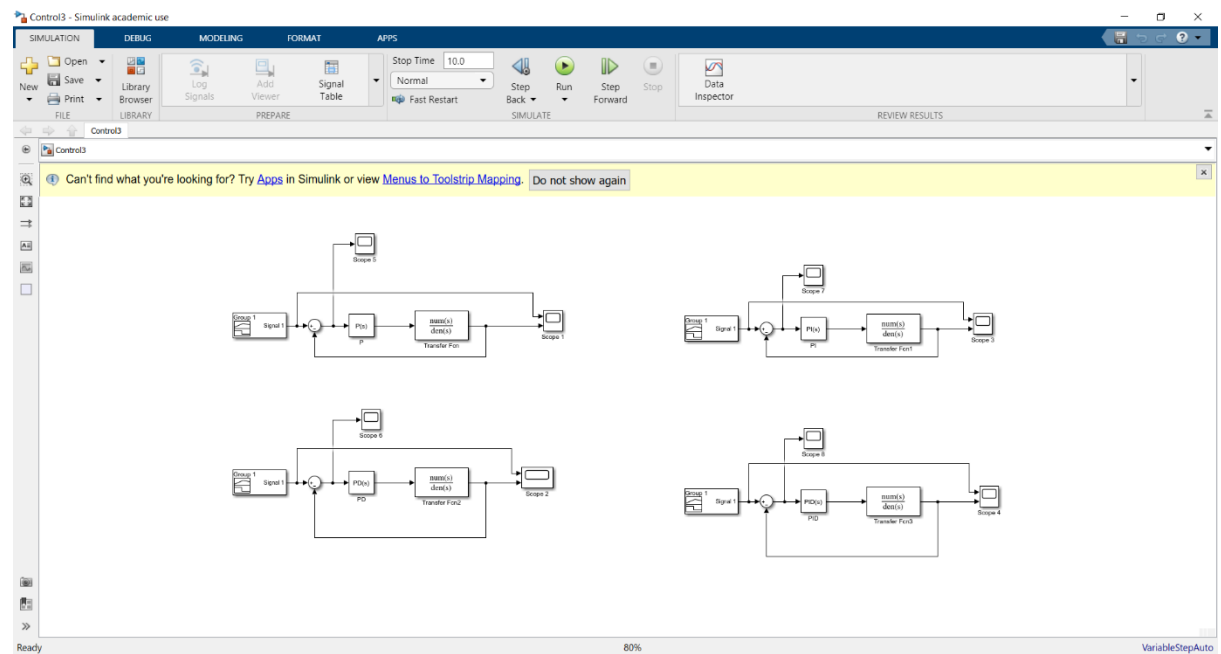 Control3 - Simulink academic use
SIMULATION DEBUG MODELING FORMAT APPS
New
Open
Save
Print
FILE
Library Browser
LIBRARY
Log Signals
Add Viewer
Signal Table
PREPARE
Stop Time 10.0
Normal
Fast Restart
Step Back
Run
Step Forward
Stop
SIMULATE
Data Inspector
REVIEW RESULTS
Control3
Control3
Can't find what you're looking for? Try Apps in Simulink or view Menus to Toolstrip Mapping. Do not show again
Scope 5
Group 1
Signal 1
P(s)
P
num(s)
den(s)
Transfer Fcn
Scope 1
Scope 7
Group 1
Signal 1
PI(s)
PI
num(s)
den(s)
Transfer Fcn1
Scope 3
Scope 6
Group 1
Signal 1
PD(s)
PD
num(s)
den(s)
Transfer Fcn2
Scope 2
Scope 8
Group 1
Signal 1
PID(s)
PID
num(s)
den(s)
Transfer Fcn3
Scope 4
Ready 80% VariableStepAuto